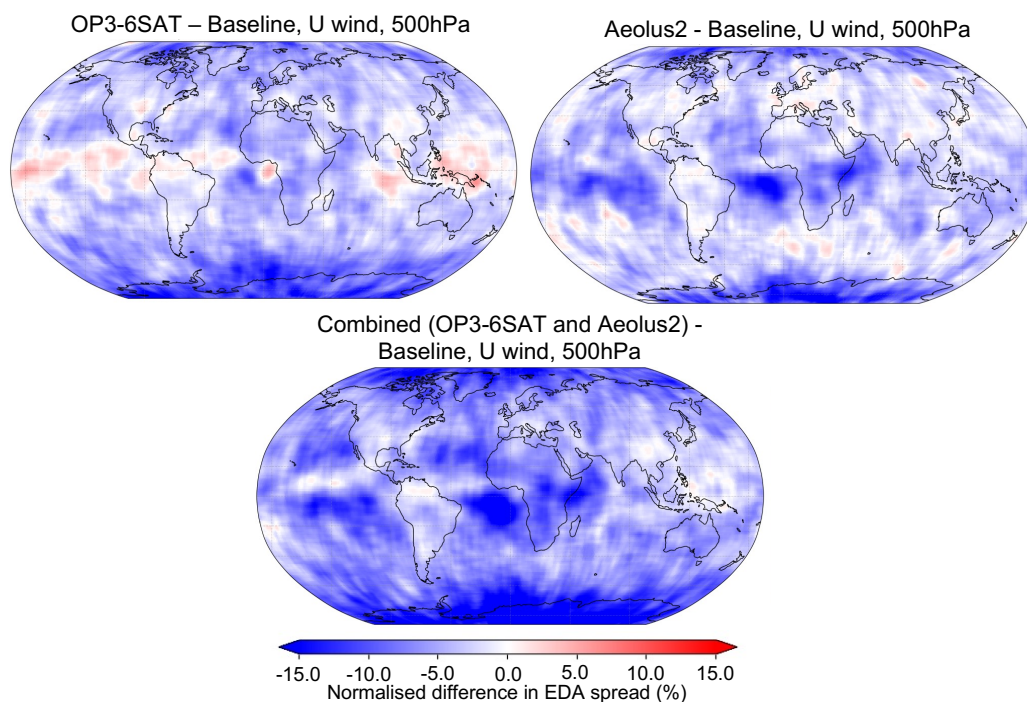 OP3-6SAT – Baseline, U wind, 500hPa
Aeolus2 - Baseline, U wind, 500hPa
Combined (OP3-6SAT and Aeolus2) -
Baseline, U wind, 500hPa
-15.0 -10.0 -5.0 0.0 5.0 10.0 15.0
Normalised difference in EDA spread (%)